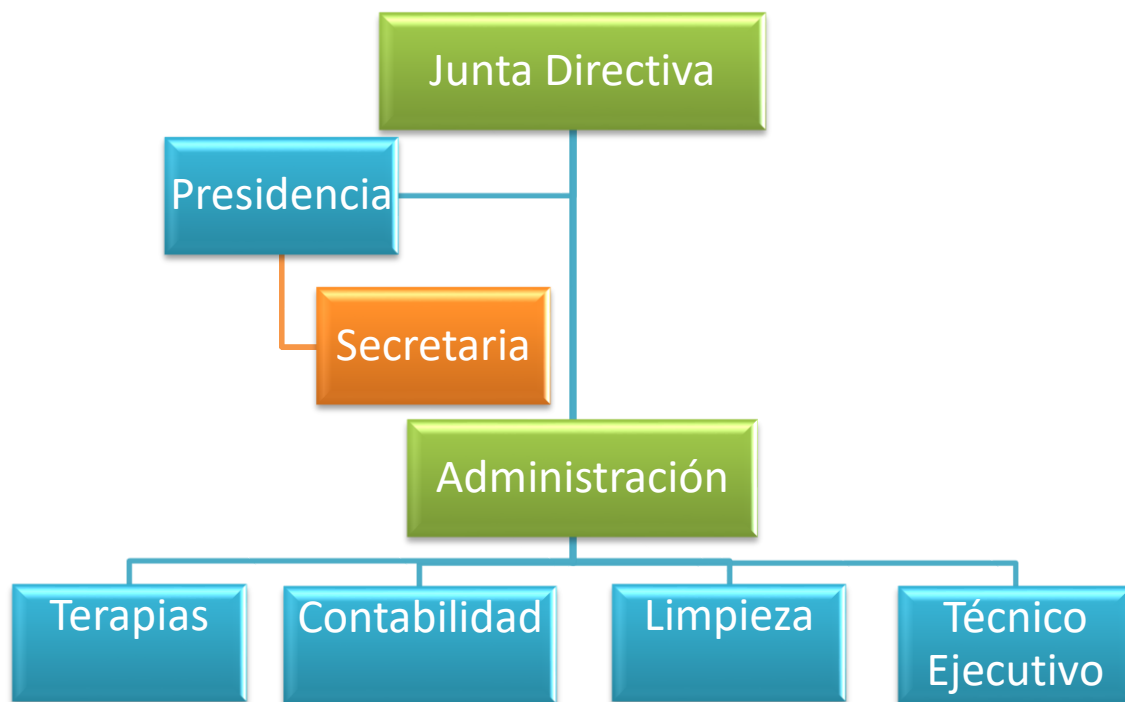 Junta Directiva
Presidencia
Secretaria
Administración
Terapias
Contabilidad
Limpieza
Técnico
Ejecutivo